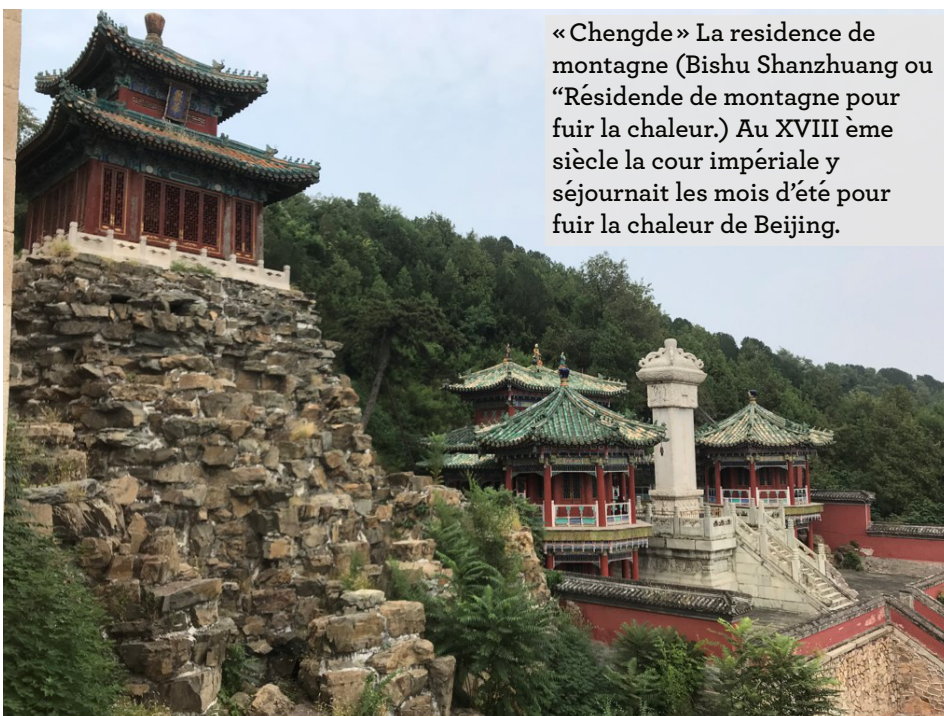 «Chengde» La residence de
montagne (Bishu Shanzhuang ou
“Résidende de montagne pour
fuir la chaleur.) Au XVIII ème
siècle la cour impériale y
séjournait les mois d’été pour
fuir la chaleur de Beijing.